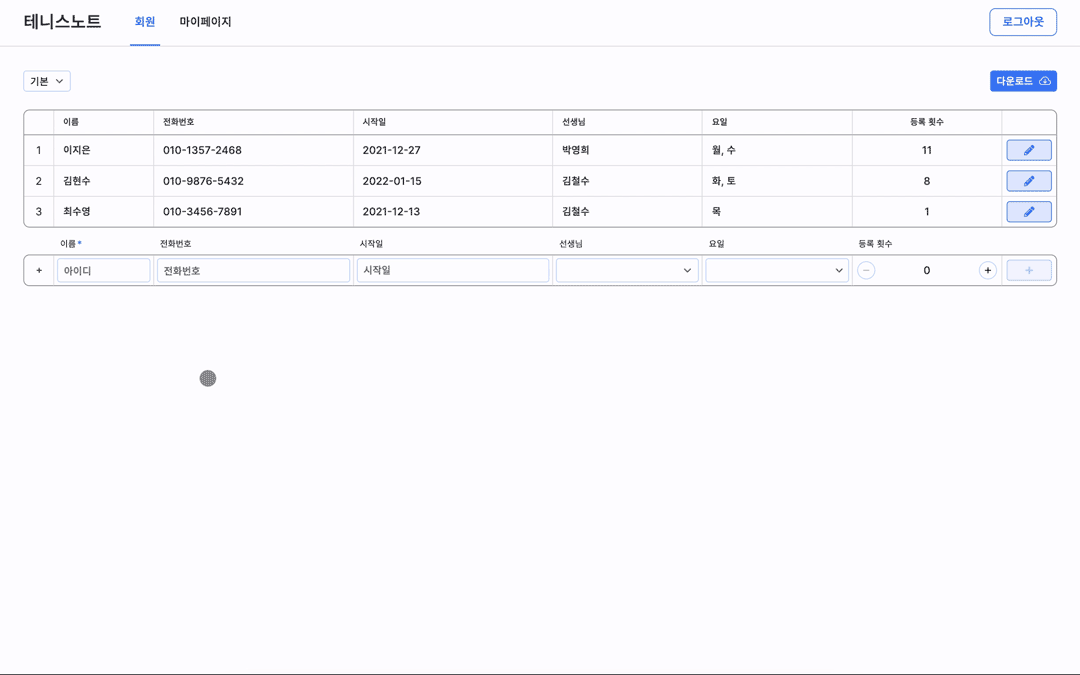 테니스노트 회원 마이페이지 로그아웃
기본 다운로드
이름 전화번호 시작일 선생님 요일 등록 횟수
1 이지은 010-1357-2468 2021-12-27 박영희 월, 수 11
2 김현수 010-9876-5432 2022-01-15 김철수 화, 토 8
3 최수영 010-3456-7891 2021-12-13 김철수 목 1
이름* 전화번호 시작일 선생님 요일 등록 횟수
+ 아이디 전화번호 시작일 − 0 + +